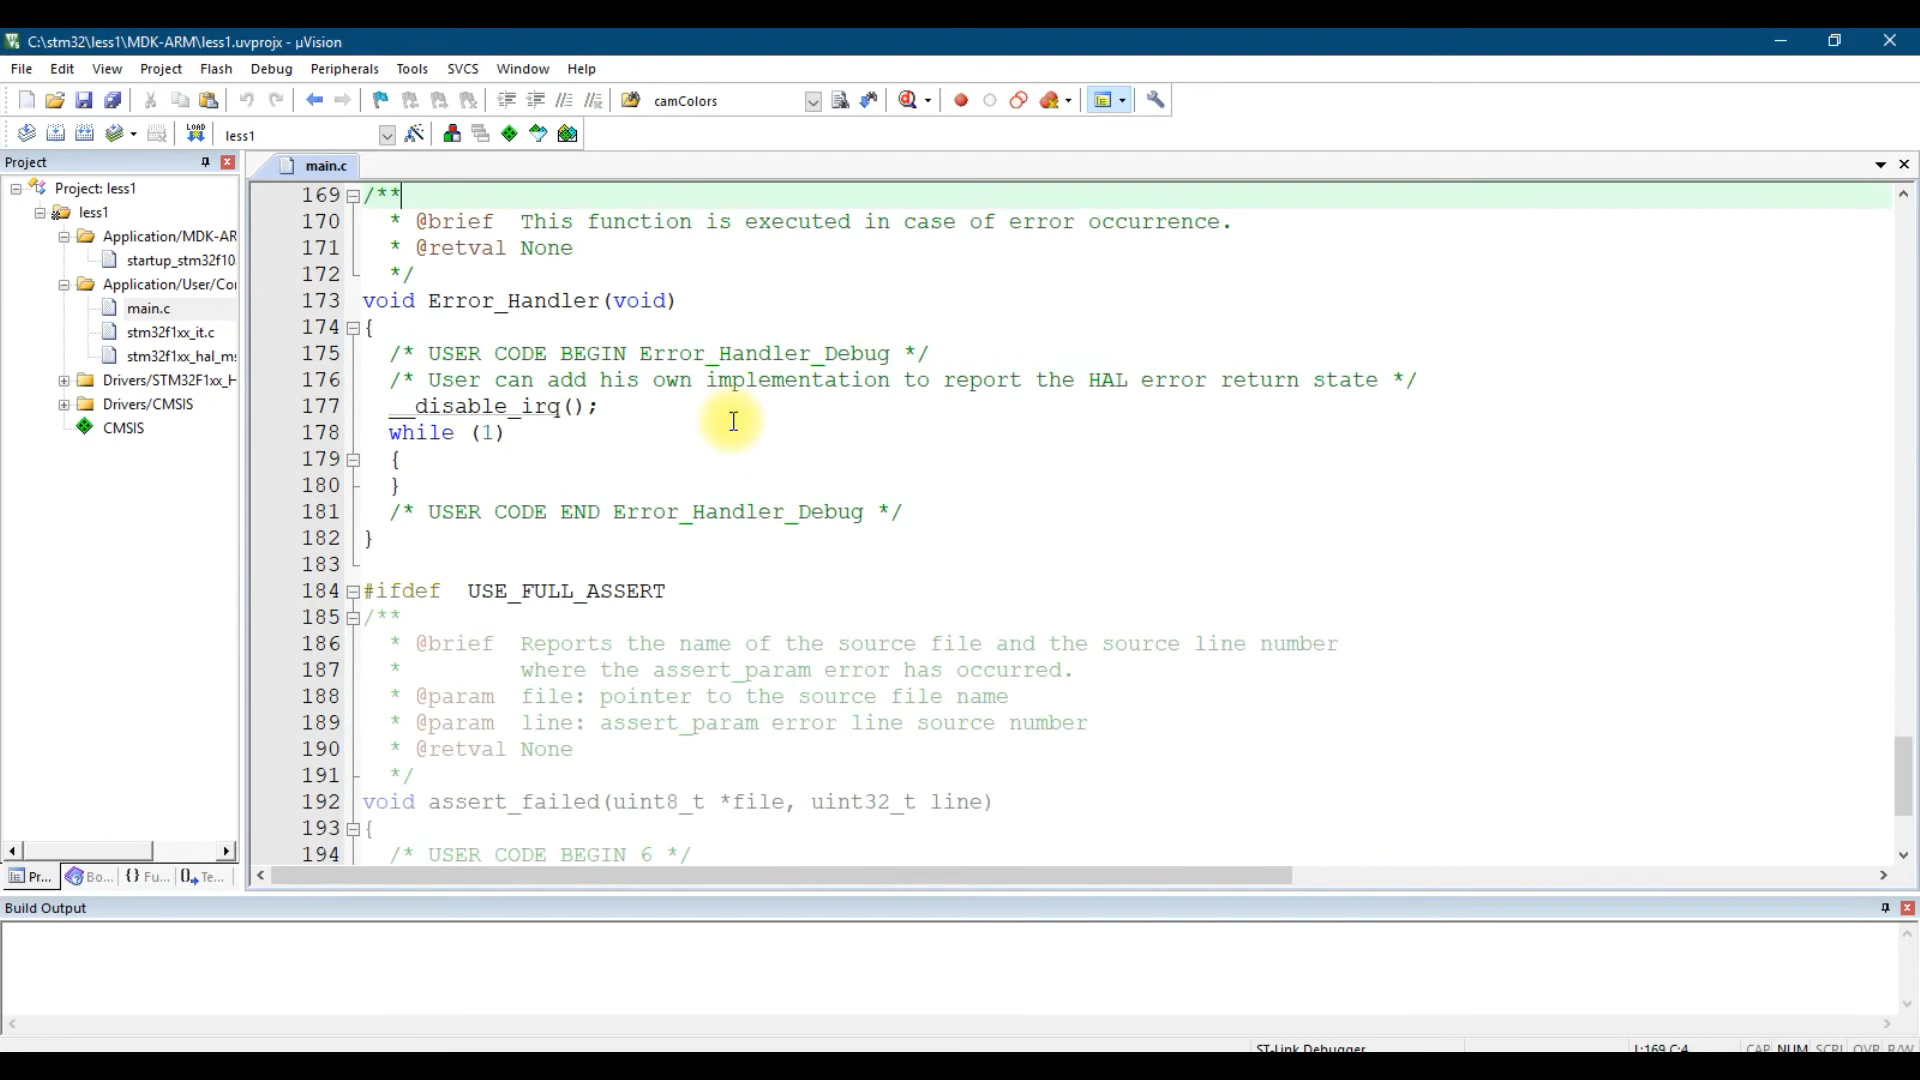 C:\stm32\less1\MDK-ARM\less1.uvprojx - µVision
File Edit View Project Flash Debug Peripherals Tools SVCS Window Help
camColors
LOAD less1
Project
main.c
Project: less1
less1
Application/MDK-AR
startup_stm32f10
Application/User/Co
main.c
stm32f1xx_it.c
stm32f1xx_hal_m
Drivers/STM32F1xx_H
Drivers/CMSIS
CMSIS
169 /**
170 * @brief This function is executed in case of error occurrence.
171 * @retval None
172 */
173 void Error_Handler(void)
174 {
175 /* USER CODE BEGIN Error_Handler_Debug */
176 /* User can add his own implementation to report the HAL error return state */
177 __disable_irq();
178 while (1)
179 {
180 }
181 /* USER CODE END Error_Handler_Debug */
182 }
183
184 #ifdef USE_FULL_ASSERT
185 /**
186 * @brief Reports the name of the source file and the source line number
187 * where the assert_param error has occurred.
188 * @param file: pointer to the source file name
189 * @param line: assert_param error line source number
190 * @retval None
191 */
192 void assert_failed(uint8_t *file, uint32_t line)
193 {
194 /* USER CODE BEGIN 6 */
Pr... Bo... {} Fu... Te...
Build Output
ST-Link Debugger L:169 C:4 CAP NUM SCRL OVR R/W